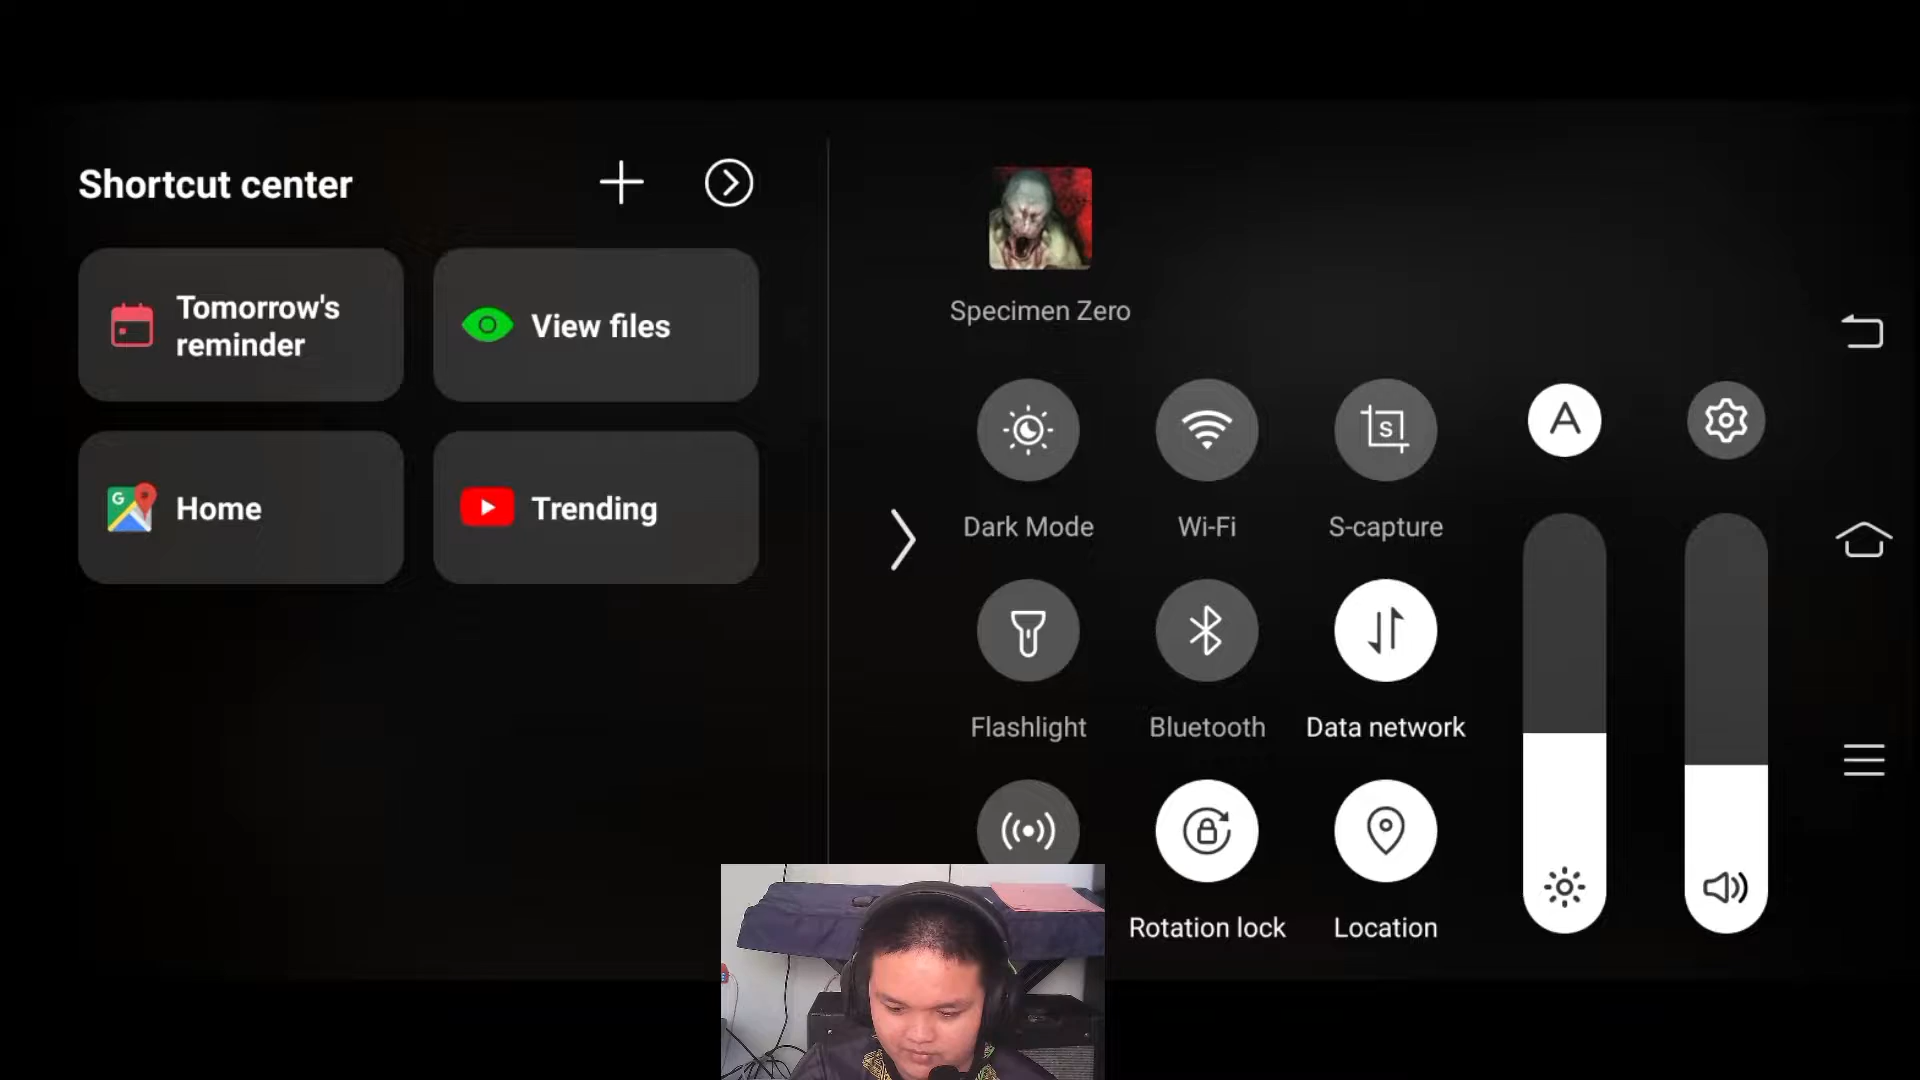 Shortcut center
Tomorrow's
reminder
View files
Home
Trending
Specimen Zero
Dark Mode
Wi-Fi
S-capture
S
A
Flashlight
Bluetooth
Data network
Rotation lock
Location
G